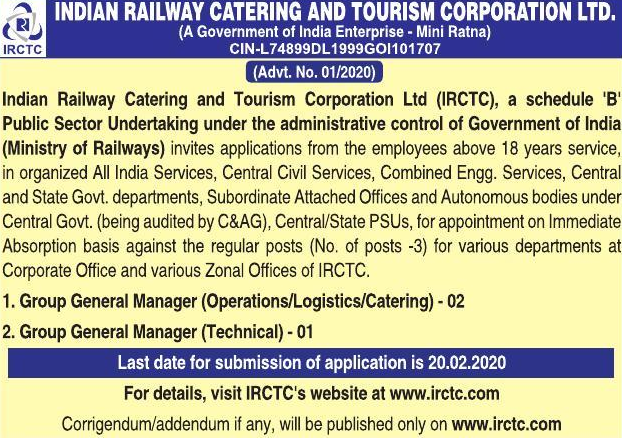 INDIAN RAILWAY CATERING AND TOURISM CORPORATION LTD.
(A Government of India Enterprise - Mini Ratna)
CIN-L74899DL1999GOI101707
IRCTC
(Advt. No. 01/2020)
Indian Railway Catering and Tourism Corporation Ltd (IRCTC), a schedule 'B'
Public Sector Undertaking under the administrative control of Government of India
(Ministry of Railways) invites applications from the employees above 18 years service,
in organized All India Services, Central Civil Services, Combined Engg. Services, Central
and State Govt. departments, Subordinate Attached Offices and Autonomous bodies under
Central Govt. (being audited by C&AG), Central/State PSUs, for appointment on Immediate
Absorption basis against the regular posts (No. of posts -3) for various departments at
Corporate Office and various Zonal Offices of IRCTC.
1. Group General Manager (Operations/Logistics/Catering) - 02
2. Group General Manager (Technical) - 01
Last date for submission of application is 20.02.2020
For details, visit IRCTC's website at www.irctc.com
Corrigendum/addendum if any, will be published only on www.irctc.com